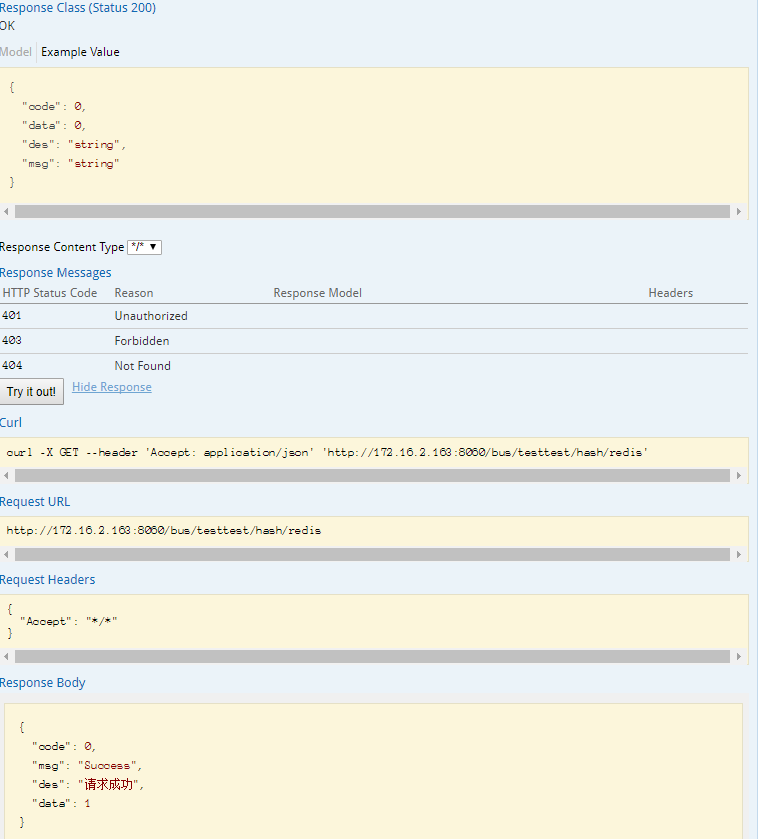 Response Class (Status 200)
OK
Model Example Value
{
"code": 0,
"data": 0,
"des": "string",
"msg": "string"
}
Response Content Type */* ▼
Response Messages
HTTP Status Code Reason Response Model Headers
401 Unauthorized
403 Forbidden
404 Not Found
Try it out! Hide Response
Curl
curl -X GET --header 'Accept: application/json' 'http://172.16.2.163:8060/bus/testtest/hash/redis'
Request URL
http://172.16.2.163:8060/bus/testtest/hash/redis
Request Headers
{
"Accept": "*/*"
}
Response Body
{
"code": 0,
"msg": "Success",
"des": "请求成功",
"data": 1
}